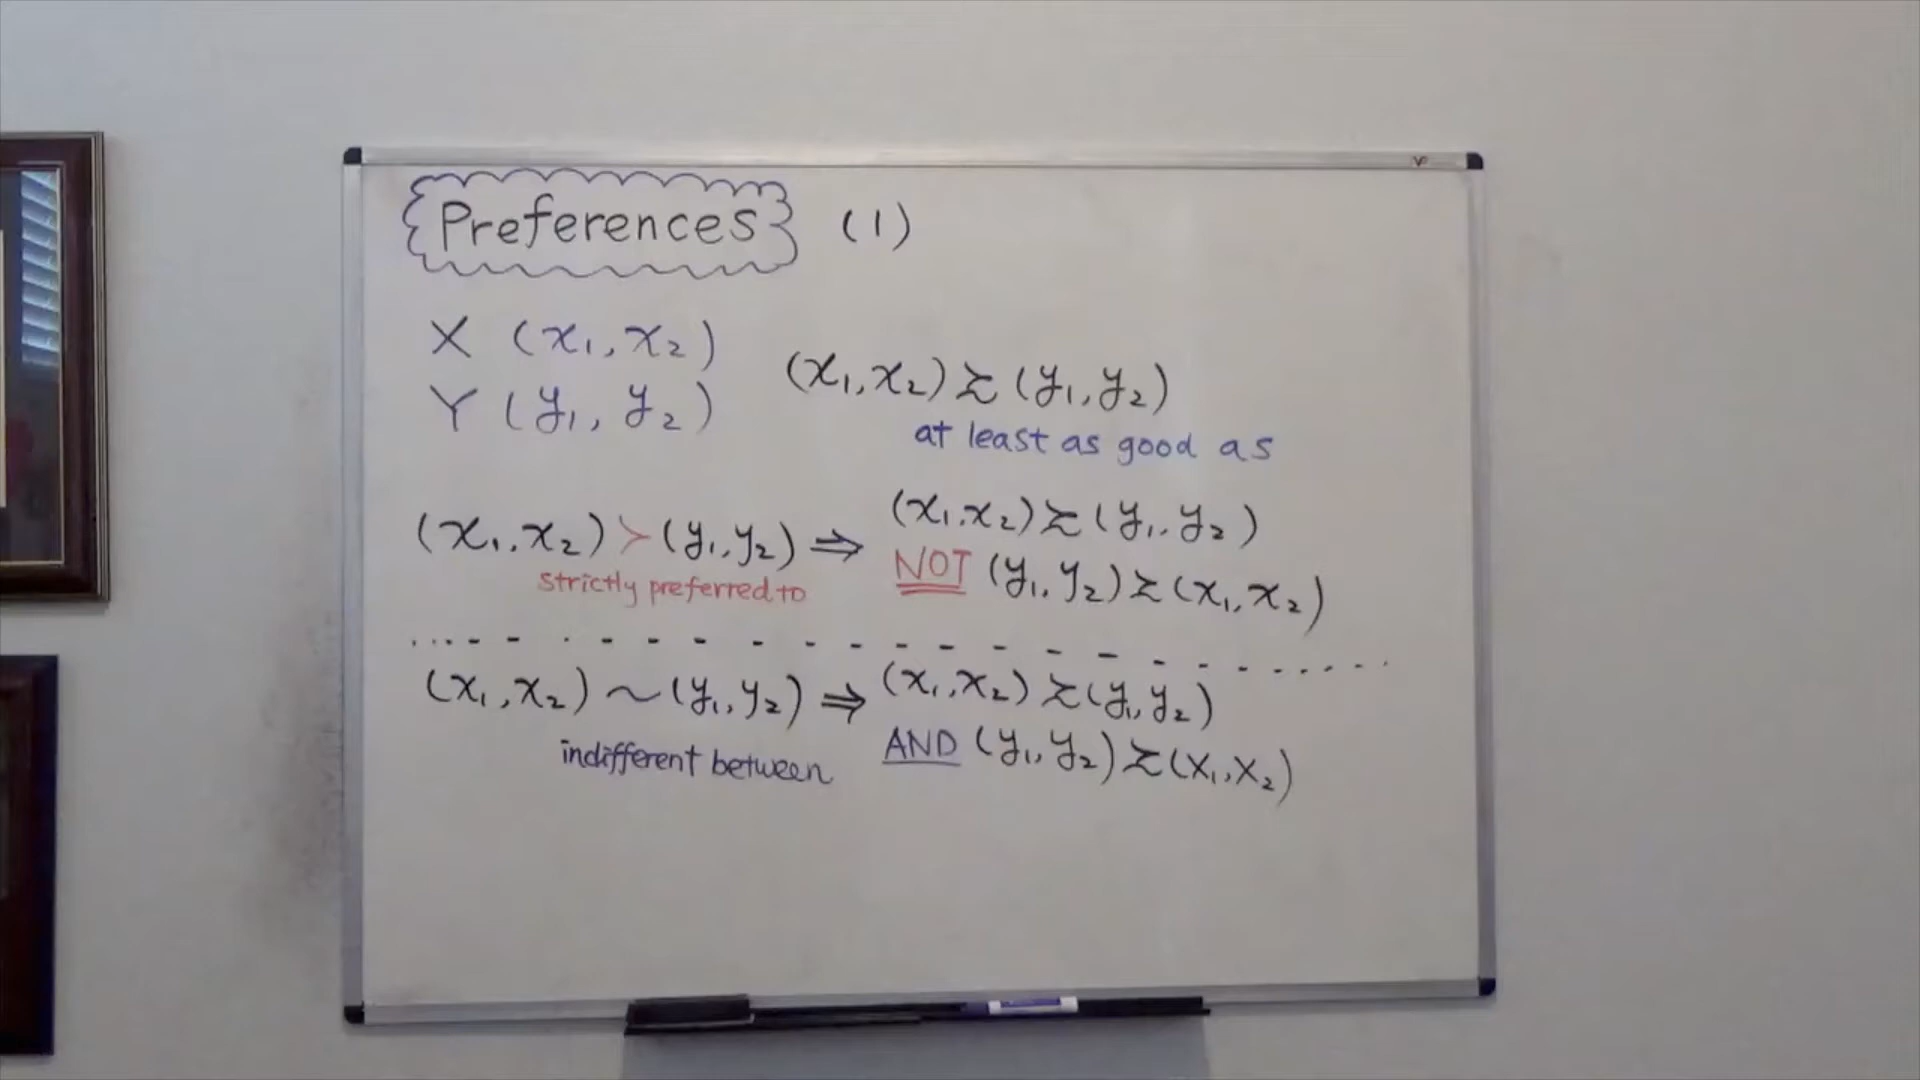 Preferences (1)
X (x₁, x₂)
Y (y₁, y₂)
(x₁, x₂) ≿ (y₁, y₂)
at least as good as
(x₁, x₂) ≻ (y₁, y₂) ⇒ (x₁, x₂) ≿ (y₁, y₂)
strictly preferred to
NOT (y₁, y₂) ≿ (x₁, x₂)
(x₁, x₂) ∼ (y₁, y₂) ⇒ (x₁, x₂) ≿ (y₁, y₂)
indifferent between
AND (y₁, y₂) ≿ (x₁, x₂)